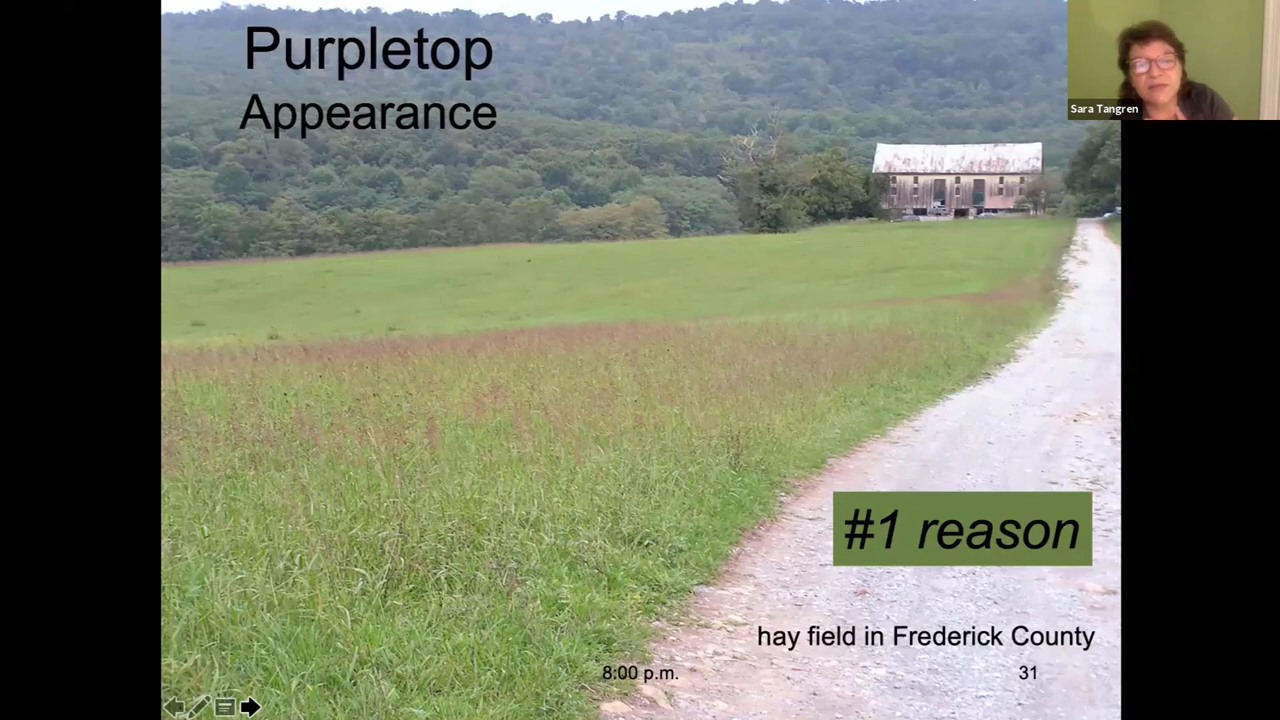 Purpletop
Appearance
Sara Tangren
#1 reason
hay field in Frederick County
8:00 p.m.
31